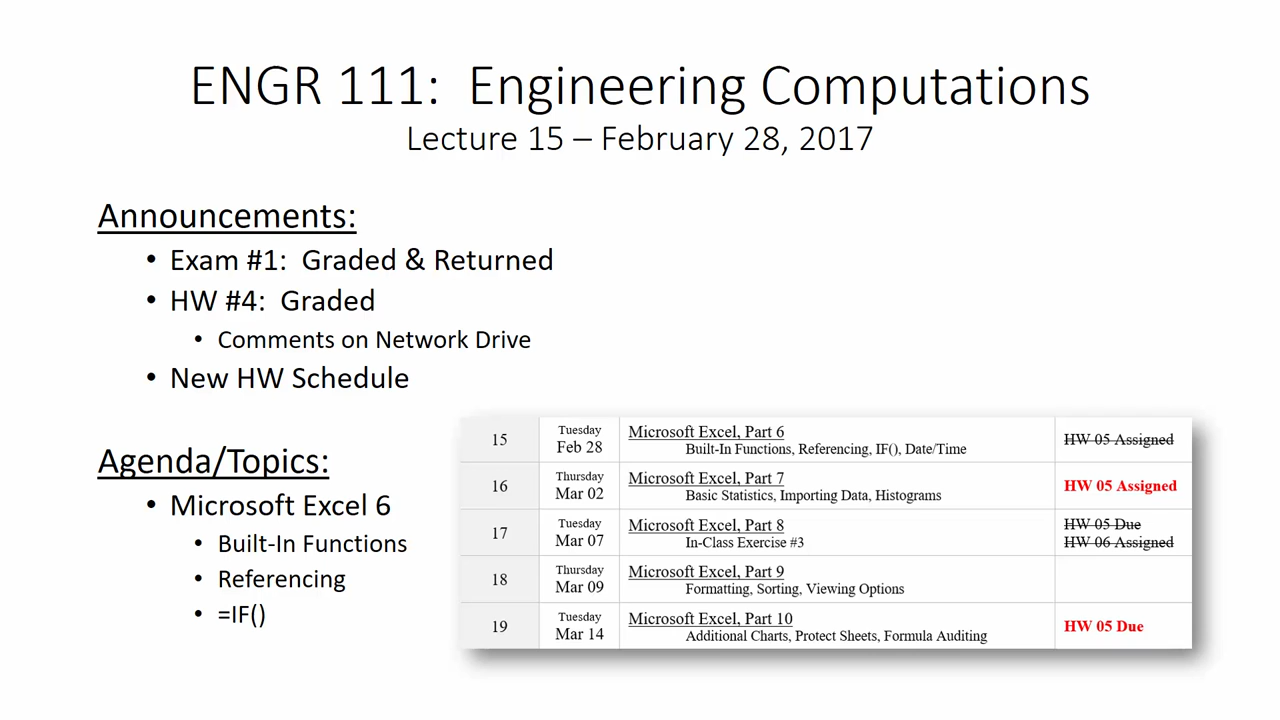 ENGR 111:  Engineering Computations
Lecture 15 – February 28, 2017
Announcements:
• Exam #1:  Graded & Returned
• HW #4:  Graded
• Comments on Network Drive
• New HW Schedule
Agenda/Topics:
• Microsoft Excel 6
• Built-In Functions
• Referencing
• =IF()
15 Tuesday Feb 28 Microsoft Excel, Part 6 HW 05 Assigned
Built-In Functions, Referencing, IF(), Date/Time
16 Thursday Mar 02 Microsoft Excel, Part 7 HW 05 Assigned
Basic Statistics, Importing Data, Histograms
17 Tuesday Mar 07 Microsoft Excel, Part 8 HW 05 Due
In-Class Exercise #3 HW 06 Assigned
18 Thursday Mar 09 Microsoft Excel, Part 9
Formatting, Sorting, Viewing Options
19 Tuesday Mar 14 Microsoft Excel, Part 10 HW 05 Due
Additional Charts, Protect Sheets, Formula Auditing